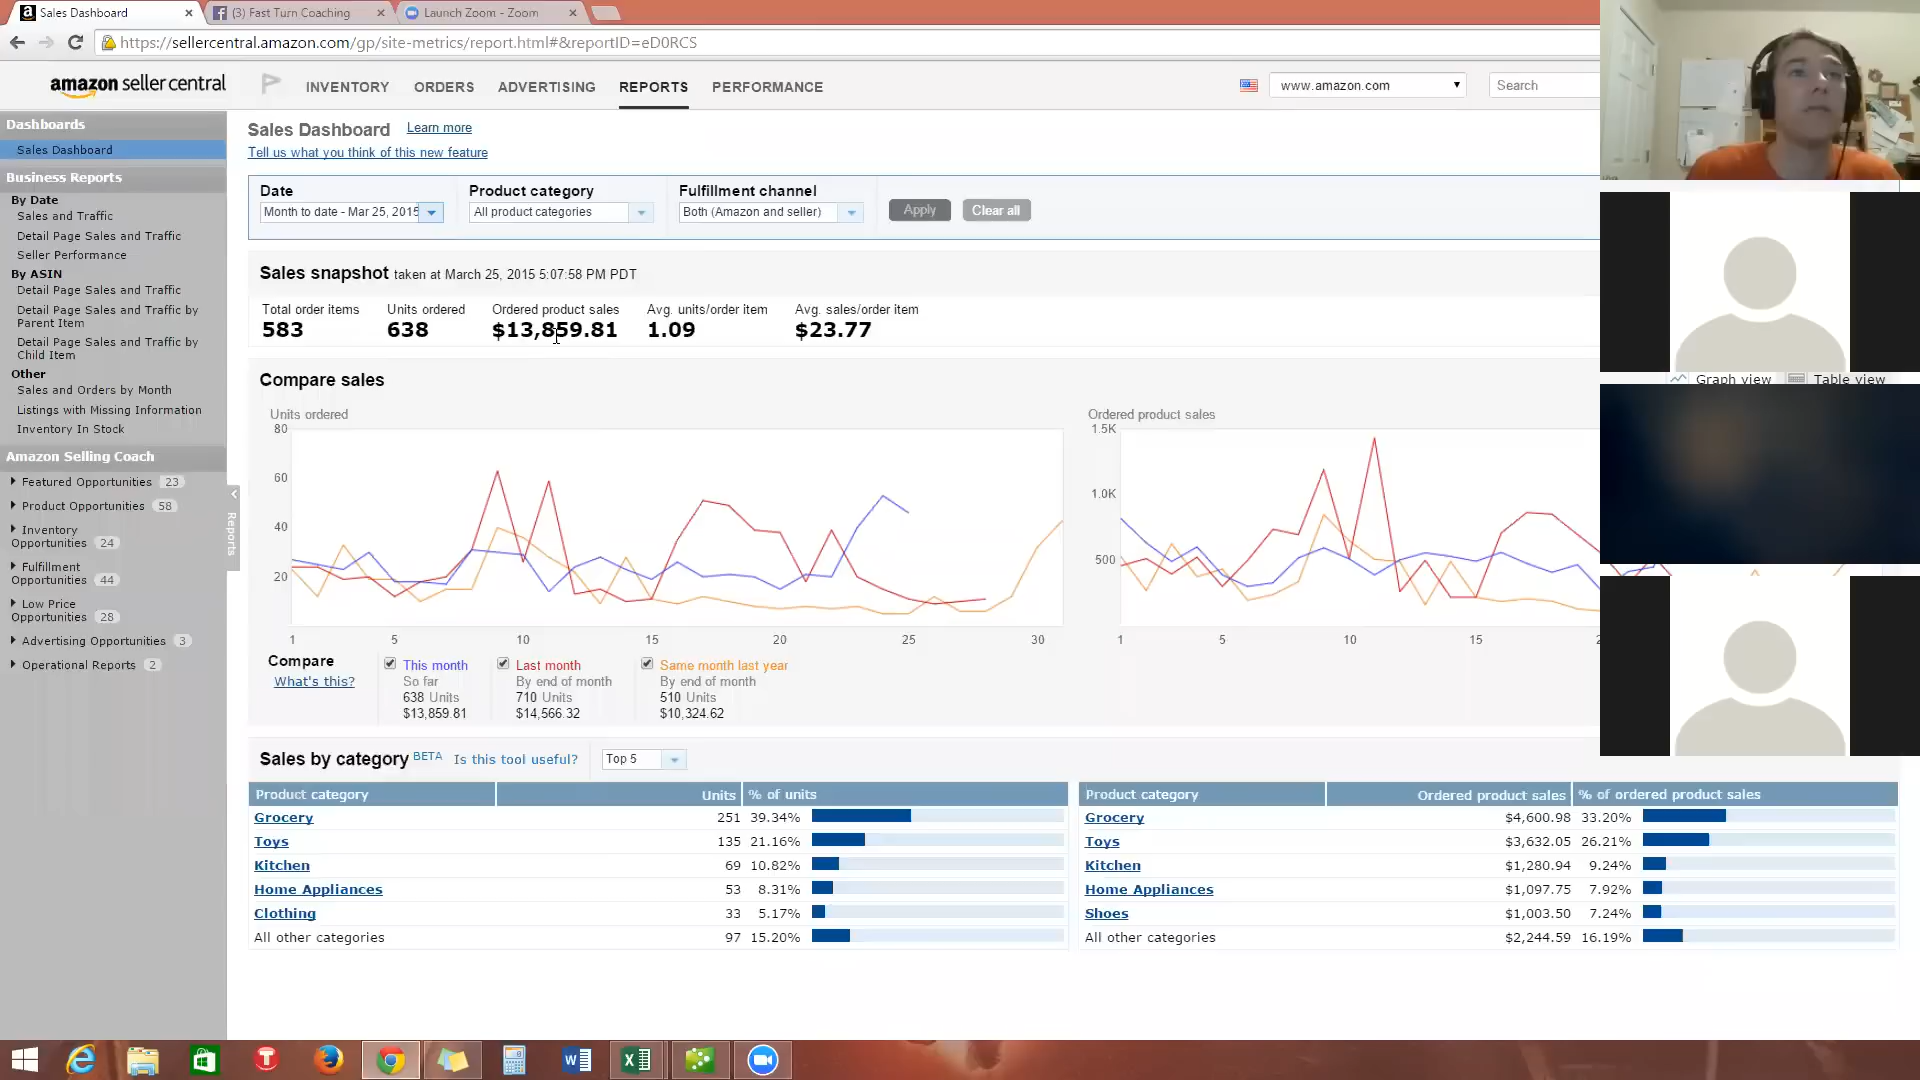 Sales Dashboard
(3) Fast Turn Coaching
Launch Zoom - Zoom
https://sellercentral.amazon.com/gp/site-metrics/report.html#&reportID=eD0RCS
amazon seller central
INVENTORY ORDERS ADVERTISING REPORTS PERFORMANCE
www.amazon.com
Search
Dashboards
Sales Dashboard
Business Reports
By Date
Sales and Traffic
Detail Page Sales and Traffic
Seller Performance
By ASIN
Detail Page Sales and Traffic
Detail Page Sales and Traffic by
Parent Item
Detail Page Sales and Traffic by
Child Item
Other
Sales and Orders by Month
Listings with Missing Information
Inventory In Stock
Amazon Selling Coach
Featured Opportunities 23
Product Opportunities 58
Inventory
Opportunities 24
Fulfillment
Opportunities 44
Low Price
Opportunities 28
Advertising Opportunities 3
Operational Reports 2
Reports
Sales Dashboard Learn more
Tell us what you think of this new feature
Date Product category Fulfillment channel
Month to date - Mar 25, 2015 All product categories Both (Amazon and seller) Apply Clear all
Sales snapshot taken at March 25, 2015 5:07:58 PM PDT
Total order items Units ordered Ordered product sales Avg. units/order item Avg. sales/order item
583 638 $13,859.81 1.09 $23.77
Compare sales
Graph view Table view
Units ordered
80
60
40
20
1 5 10 15 20 25 30
Ordered product sales
1.5K
1.0K
500
1 5 10 15
Compare
What's this?
This month
So far
638 Units
$13,859.81
Last month
By end of month
710 Units
$14,566.32
Same month last year
By end of month
510 Units
$10,324.62
Sales by category BETA Is this tool useful? Top 5
Product category Units % of units
Grocery 251 39.34%
Toys 135 21.16%
Kitchen 69 10.82%
Home Appliances 53 8.31%
Clothing 33 5.17%
All other categories 97 15.20%
Product category Ordered product sales % of ordered product sales
Grocery $4,600.98 33.20%
Toys $3,632.05 26.21%
Kitchen $1,280.94 9.24%
Home Appliances $1,097.75 7.92%
Shoes $1,003.50 7.24%
All other categories $2,244.59 16.19%